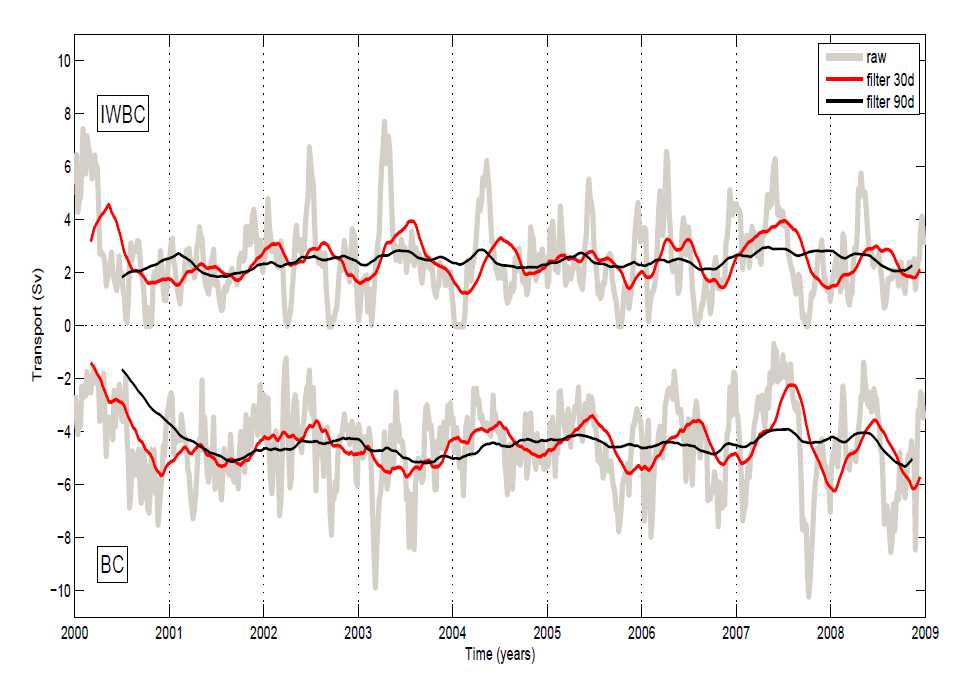 10
8
6
4
2
0
−2
−4
−6
−8
−10
Transport (Sv)
IWBC
BC
raw
filter 30d
filter 90d
2000 2001 2002 2003 2004 2005 2006 2007 2008 2009
Time (years)